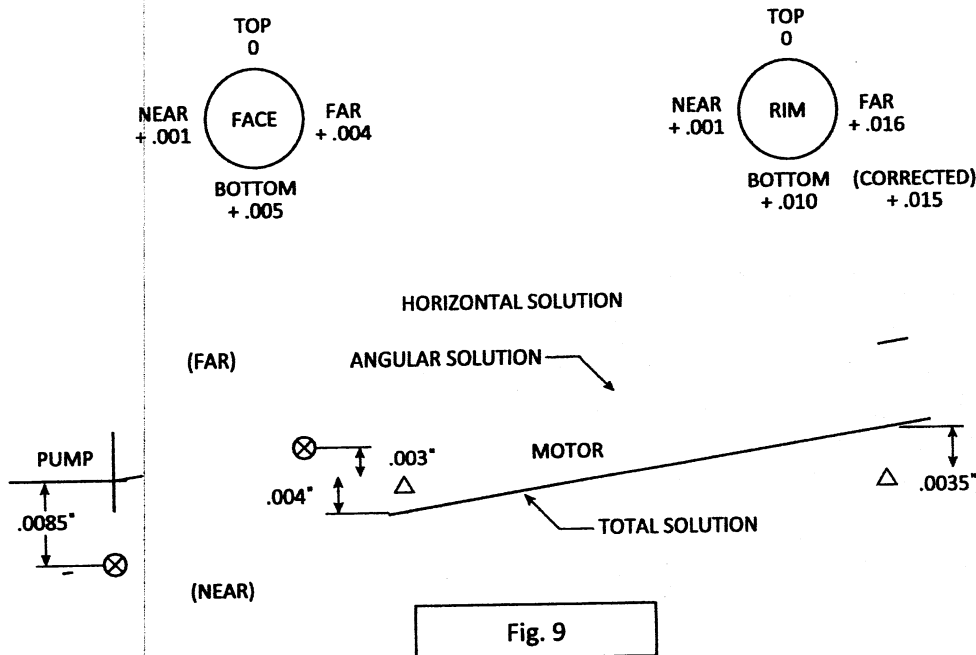 TOP
0
NEAR
+ .001
FACE
FAR
+ .004
BOTTOM
+ .005
TOP
0
NEAR
+ .001
RIM
FAR
+ .016
BOTTOM
+ .010
(CORRECTED)
+ .015
HORIZONTAL SOLUTION
(FAR)
ANGULAR SOLUTION
PUMP
.003"
MOTOR
.004"
.0035"
.0085"
TOTAL SOLUTION
(NEAR)
Fig. 9